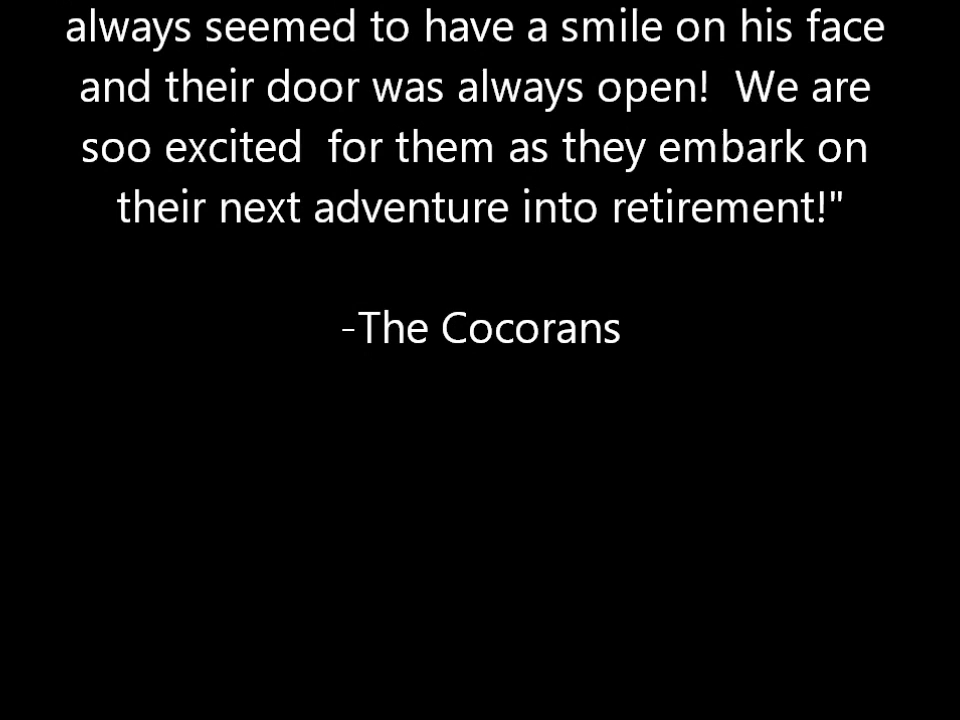 always seemed to have a smile on his face
and their door was always open!  We are
soo excited  for them as they embark on
their next adventure into retirement!"
-The Cocorans